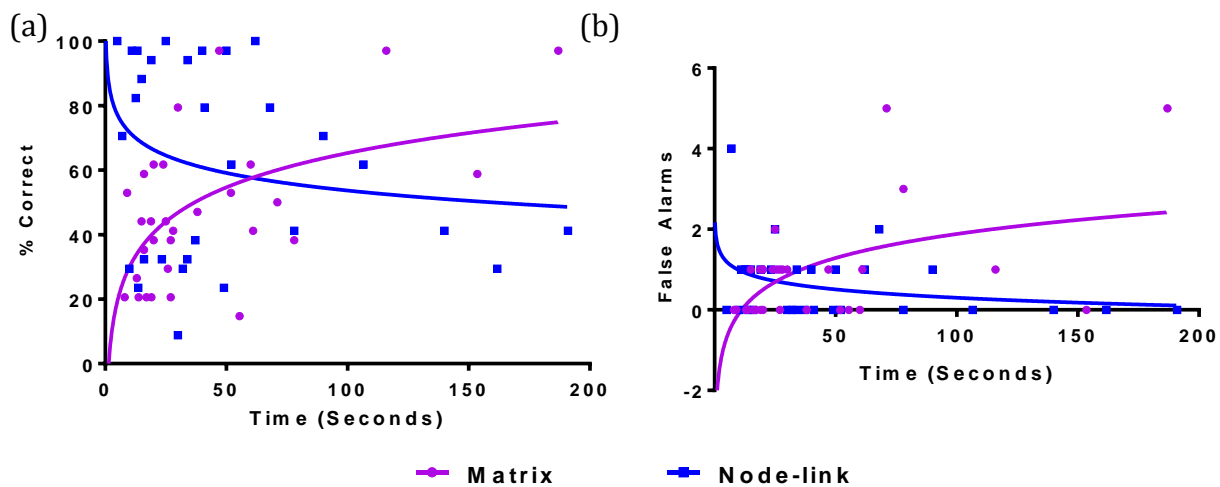 (a)
100
80
60
40
20
0
% Correct
0 50 100 150 200
Time (Seconds)
(b)
6
4
2
0
-2
False Alarms
50 100 150 200
Time (Seconds)
Matrix Node-link